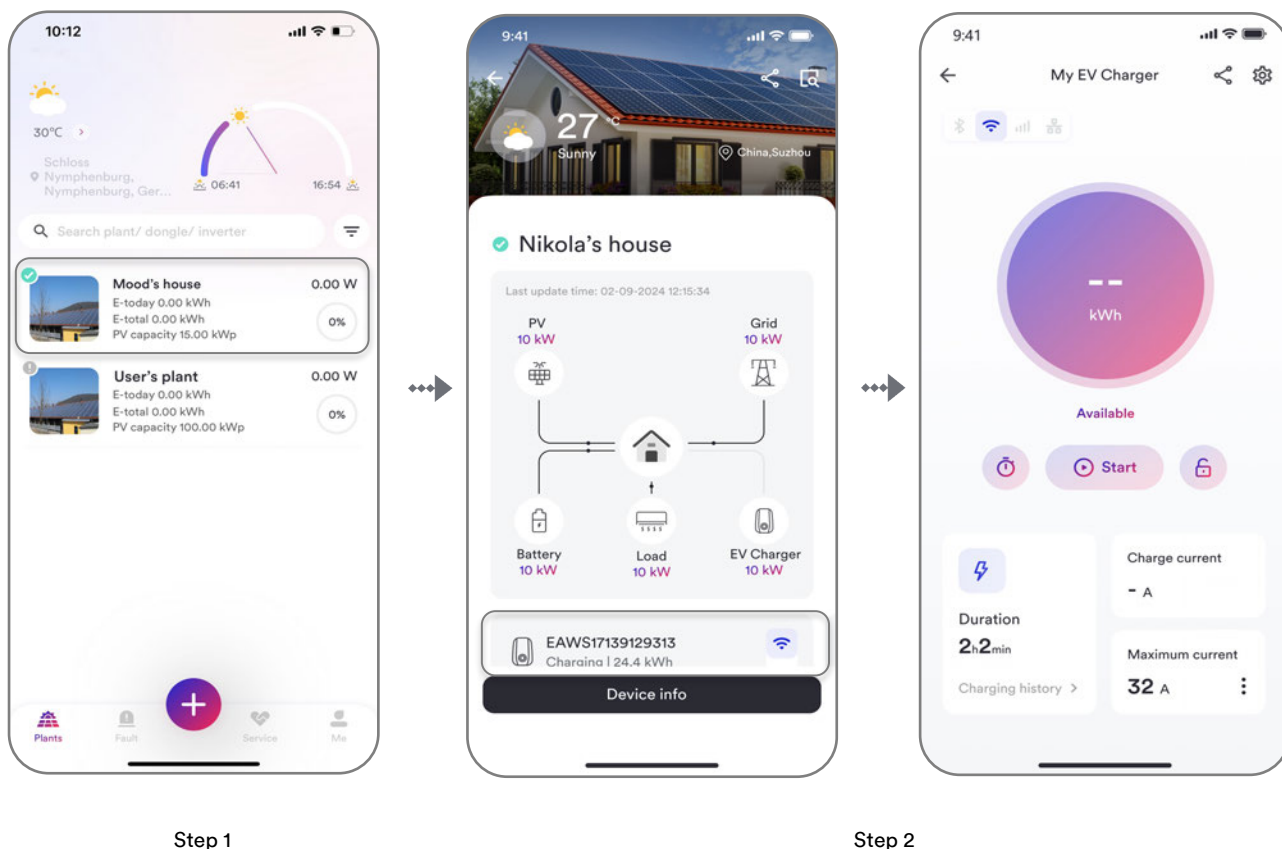 10:12
30°C
Schloss
Nymphenburg,
Nymphenburg, Ger...
06:41
16:54
Search plant/ dongle/ inverter
Mood's house
0.00 W
E-today 0.00 kWh
E-total 0.00 kWh
PV capacity 15.00 kWp
0%
User's plant
0.00 W
E-today 0.00 kWh
E-total 0.00 kWh
PV capacity 100.00 kWp
0%
Plants
Fault
Service
Me
9:41
27 °C
Sunny
China,Suzhou
Nikola's house
Last update time: 02-09-2024 12:15:34
PV
10 kW
Grid
10 kW
Battery
10 kW
Load
10 kW
EV Charger
10 kW
EAWS17139129313
Charging | 24.4 kWh
Device info
9:41
My EV Charger
--
kWh
Available
Start
Duration
2h2min
Charging history >
Charge current
- A
Maximum current
32 A
Step 1
Step 2